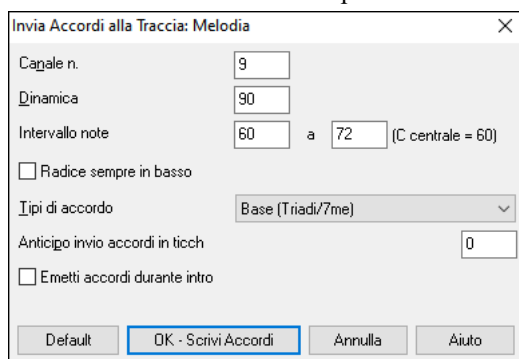 Invia Accordi alla Traccia: Melodia
Canale n. 9
Dinamica 90
Intervallo note 60 a 72 (C centrale = 60)
Radice sempre in basso
Tipi di accordo Base (Triadi/7me)
Anticipo invio accordi in ticch 0
Emetti accordi durante intro
Default OK - Scrivi Accordi Annulla Aiuto